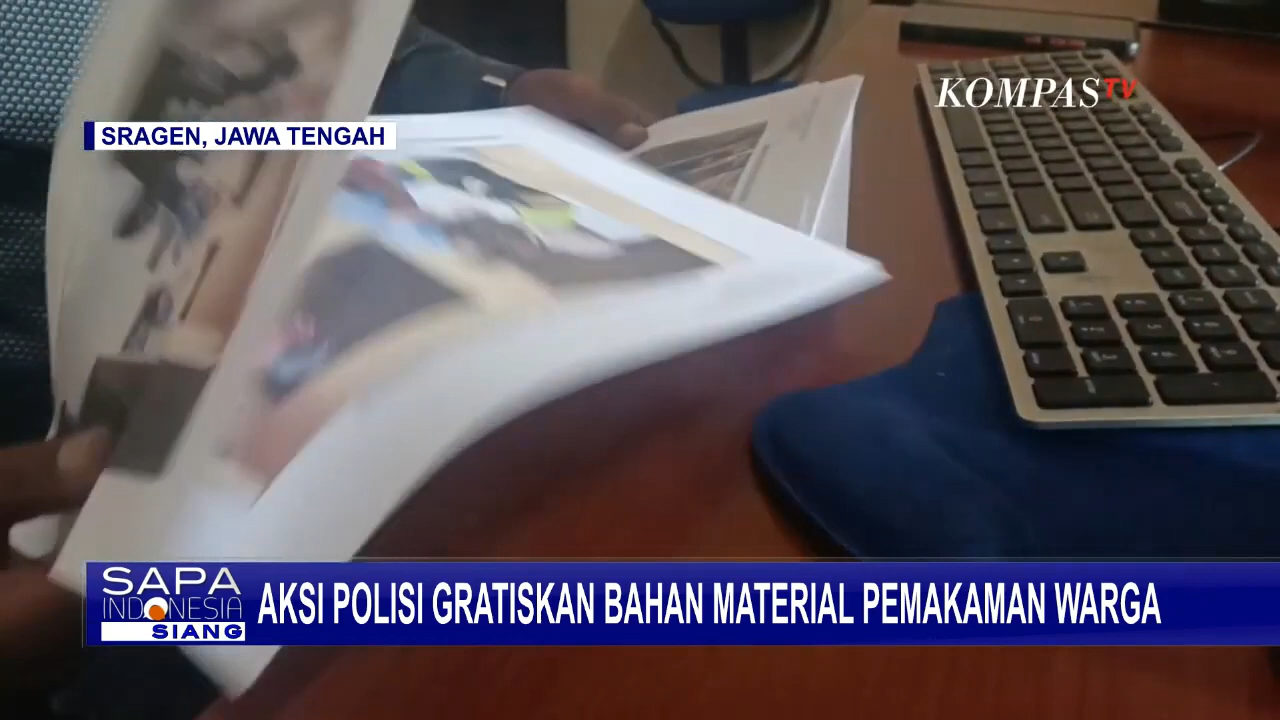 KOMPASTV
SRAGEN, JAWA TENGAH
SAPA
INDONESIA
SIANG
AKSI POLISI GRATISKAN BAHAN MATERIAL PEMAKAMAN WARGA